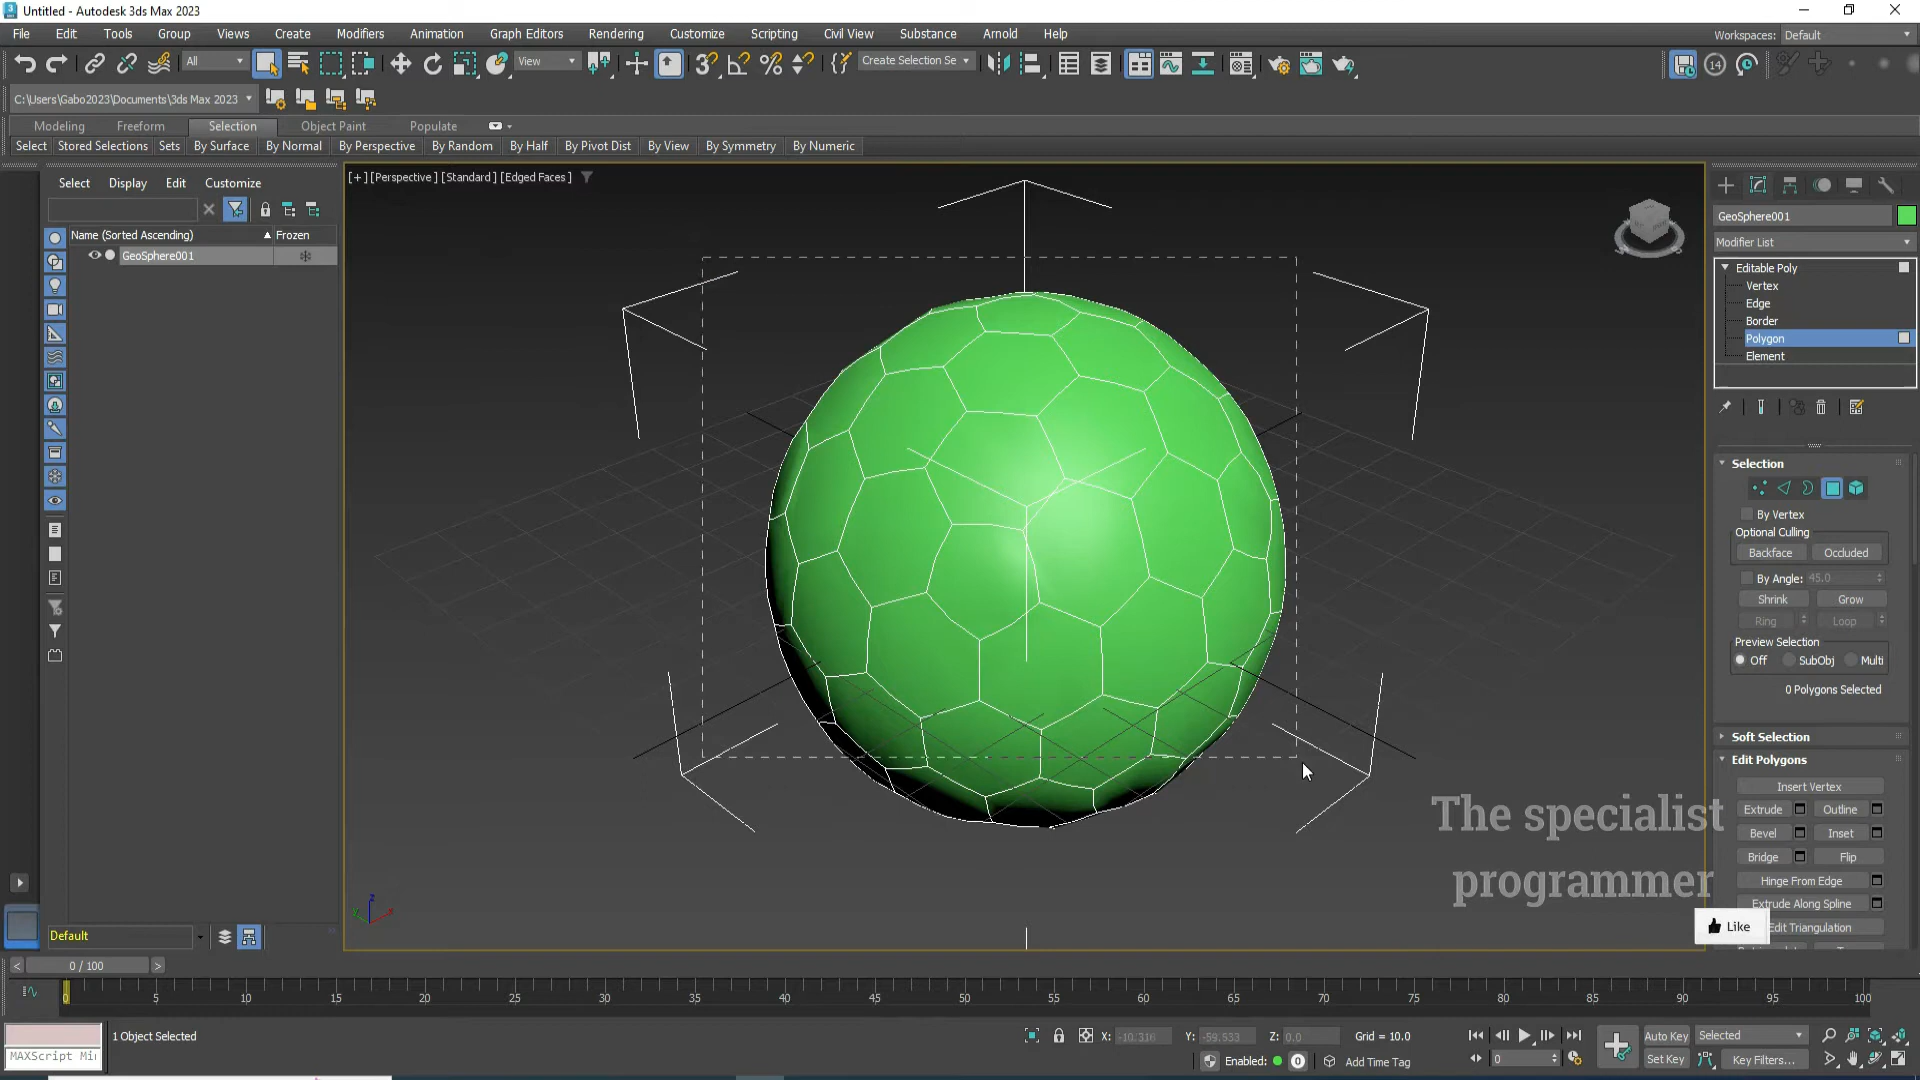 Untitled - Autodesk 3ds Max 2023
File Edit Tools Group Views Create Modifiers Animation Graph Editors Rendering Customize Scripting Civil View Substance Arnold Help
Workspaces: Default
All View Create Selection Se 14
C:\Users\Gabo2023\Documents\3ds Max 2023
Modeling Freeform Selection Object Paint Populate
Select Stored Selections Sets By Surface By Normal By Perspective By Random By Half By Pivot Dist By View By Symmetry By Numeric
Select Display Edit Customize
[+] [Perspective] [Standard] [Edged Faces]
GeoSphere001
Name (Sorted Ascending) Frozen
Modifier List
GeoSphere001
Editable Poly
Vertex
Edge
Border
Polygon
Element
Selection
By Vertex
Optional Culling
Backface Occluded
By Angle: 45.0
Shrink Grow
Ring Loop
Preview Selection
Off SubObj Multi
0 Polygons Selected
Soft Selection
Edit Polygons
Insert Vertex
Extrude Outline
Bevel Inset
Bridge Flip
Hinge From Edge
Extrude Along Spline
Edit Triangulation
The specialist
programmer
Like
x
y
z
Default
0 / 100
0 5 10 15 20 25 30 35 40 45 50 55 60 65 70 75 80 85 90 95 100
1 Object Selected
X: -10.316 Y: -59.533 Z: 0.0 Grid = 10.0
Auto Key Selected
MAXScript Mi
Enabled: 0 Add Time Tag
0
Set Key Key Filters...